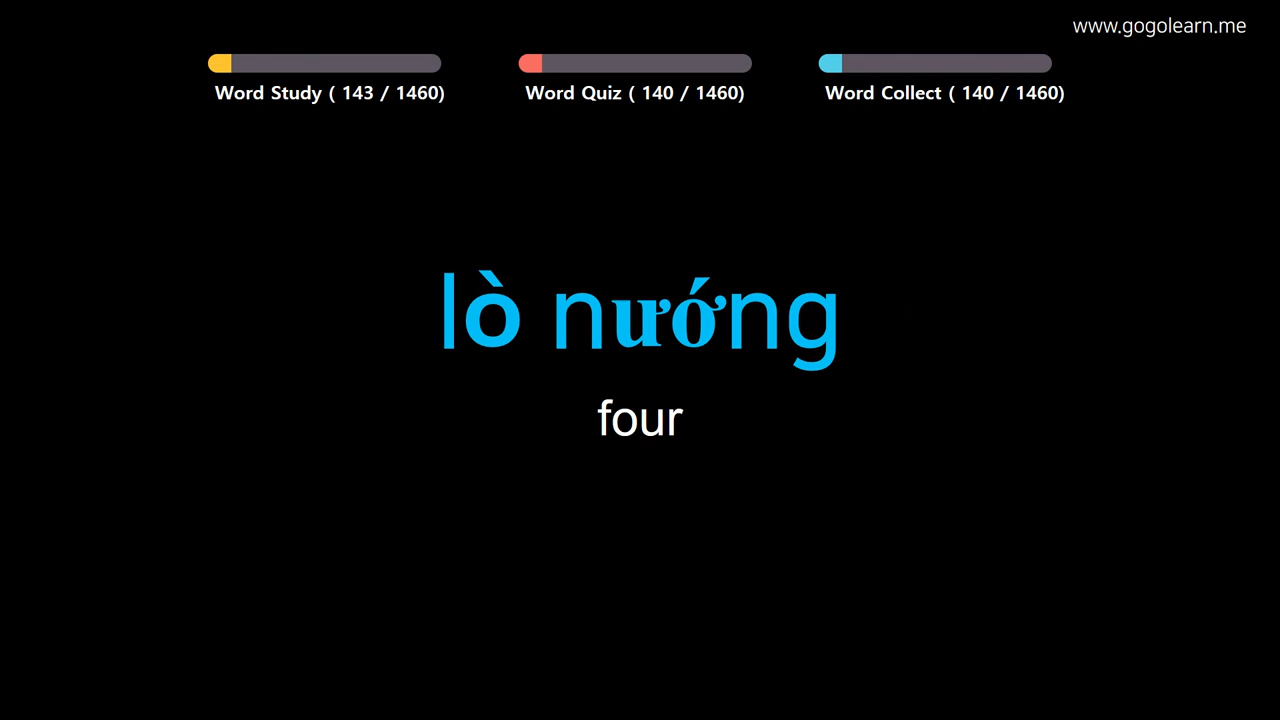 www.gogolearn.me
Word Study ( 143 / 1460)
Word Quiz ( 140 / 1460)
Word Collect ( 140 / 1460)
lò nướng
four